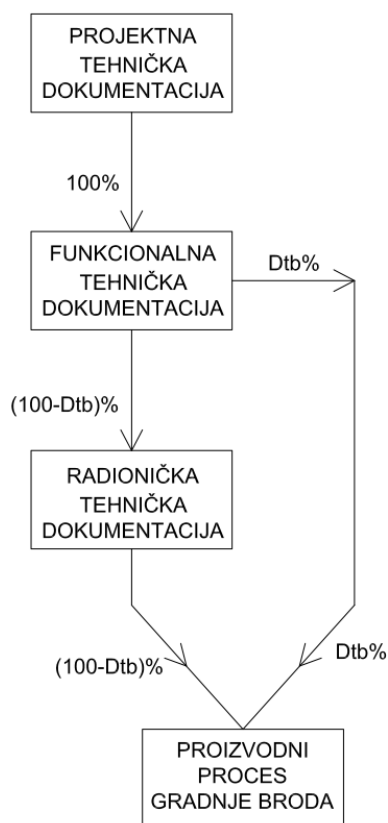 PROJEKTNA
TEHNIČKA
DOKUMENTACIJA
100%
FUNKCIONALNA
TEHNIČKA
DOKUMENTACIJA
Dtb%
(100-Dtb)%
RADIONIČKA
TEHNIČKA
DOKUMENTACIJA
(100-Dtb)%
Dtb%
PROIZVODNI
PROCES
GRADNJE BRODA